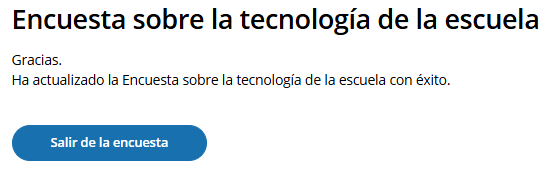 Encuesta sobre la tecnología de la escuela
Gracias.
Ha actualizado la Encuesta sobre la tecnología de la escuela con éxito.
Salir de la encuesta